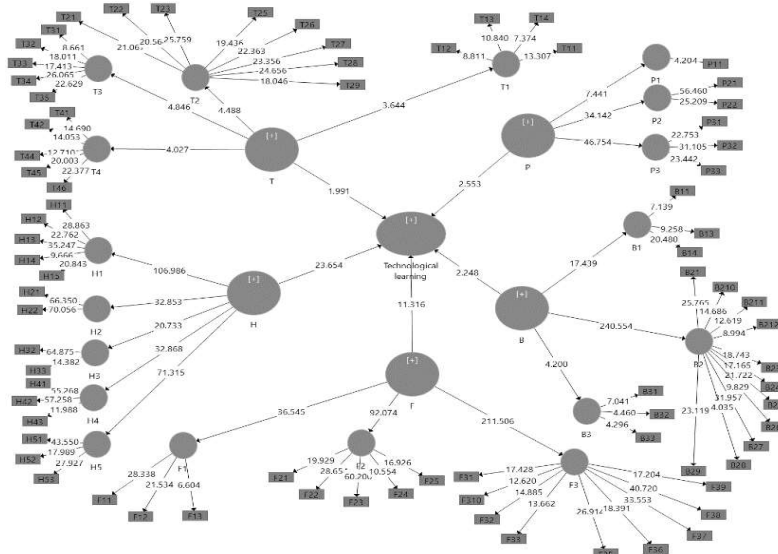 T21
T22
T23
T25
T26
T27
T28
T29
21.061
20.56
25.759
19.436
22.363
23.356
24.656
18.046
T2
T31
T32
T33
T34
T35
8.661
18.011
17.413
26.065
22.629
T3
T13
T14
T12
T11
10.840
7.374
8.811
13.307
T1
4.846
4.488
3.644
4.027
[+]
T
1.991
T41
T42
T44
T45
T46
14.690
14.053
12.710
20.003
22.377
T4
P1
4.204
P11
P2
56.460
25.209
P21
P22
P3
22.753
31.105
23.442
P31
P32
P33
7.441
34.142
46.754
[+]
P
2.553
[+]
Technological
learning
H11
H12
H13
H14
H15
28.863
22.762
35.247
9.666
20.843
H1
H21
H22
66.350
70.056
H2
H32
H33
64.875
14.382
H3
H41
H42
H43
55.268
57.258
11.988
H4
H51
H52
H53
43.550
17.989
27.927
H5
106.986
32.853
20.733
32.868
71.315
[+]
H
23.654
B11
B13
B14
7.139
9.258
20.480
B1
17.439
240.554
4.200
[+]
B
2.248
B21
B210
B211
B212
25.765
14.686
12.619
8.994
18.743
17.165
21.722
9.829
31.957
4.035
23.119
B2
B26
B27
B28
B29
B3
7.041
4.460
4.296
B31
B32
B33
11.316
[+]
36.545
92.074
211.506
F1
28.338
21.534
6.604
F11
F12
F13
F2
19.929
60.200
10.554
16.926
F21
F22
F23
F24
F25
F3
17.428
12.620
14.885
13.662
26.914
18.391
33.553
40.720
17.204
F31
F310
F32
F33
F35
F36
F37
F38
F39